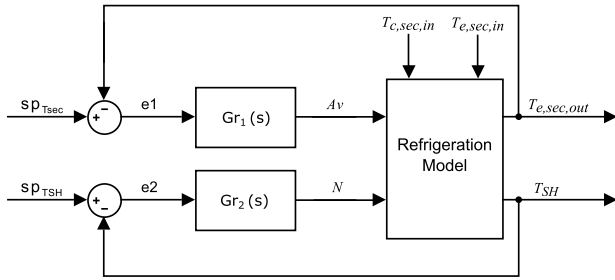 T_{c,sec,in} T_{e,sec,in}
sp_{Tsec} + − e1 Gr_1(s) Av T_{e,sec,out}
Refrigeration
Model
sp_{TSH} + − e2 Gr_2(s) N T_{SH}